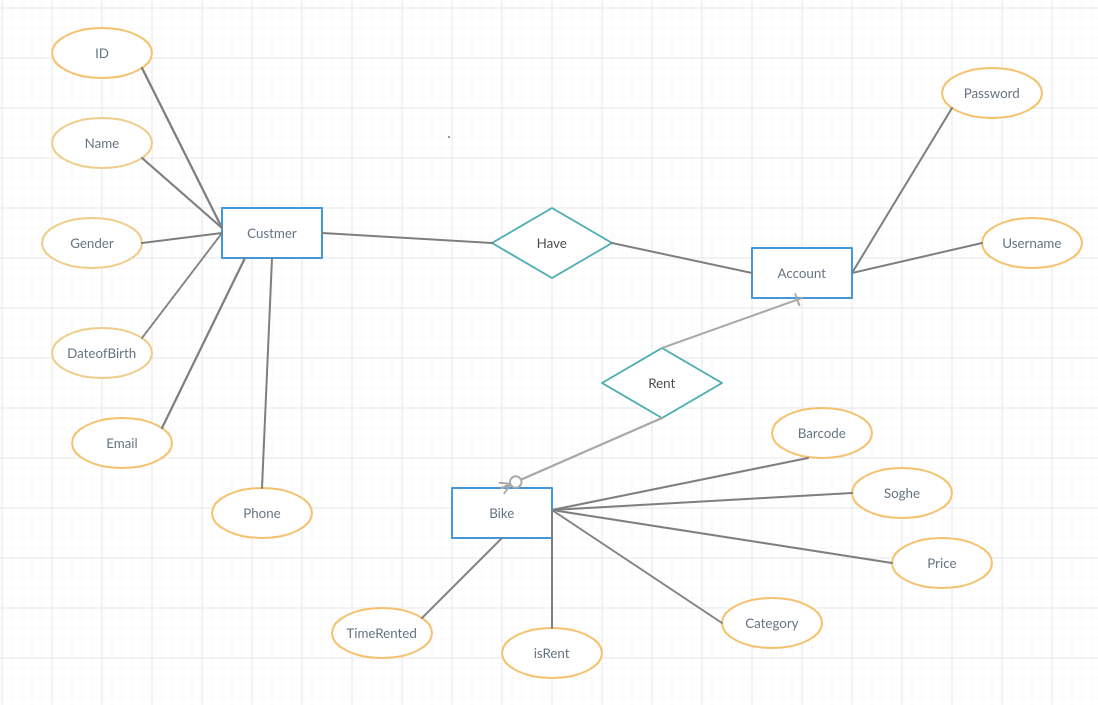 ID
Password
Name
Custmer
Have
Gender
Username
Account
DateofBirth
Rent
Barcode
Email
Soghe
Phone
Bike
Price
Category
TimeRented
isRent